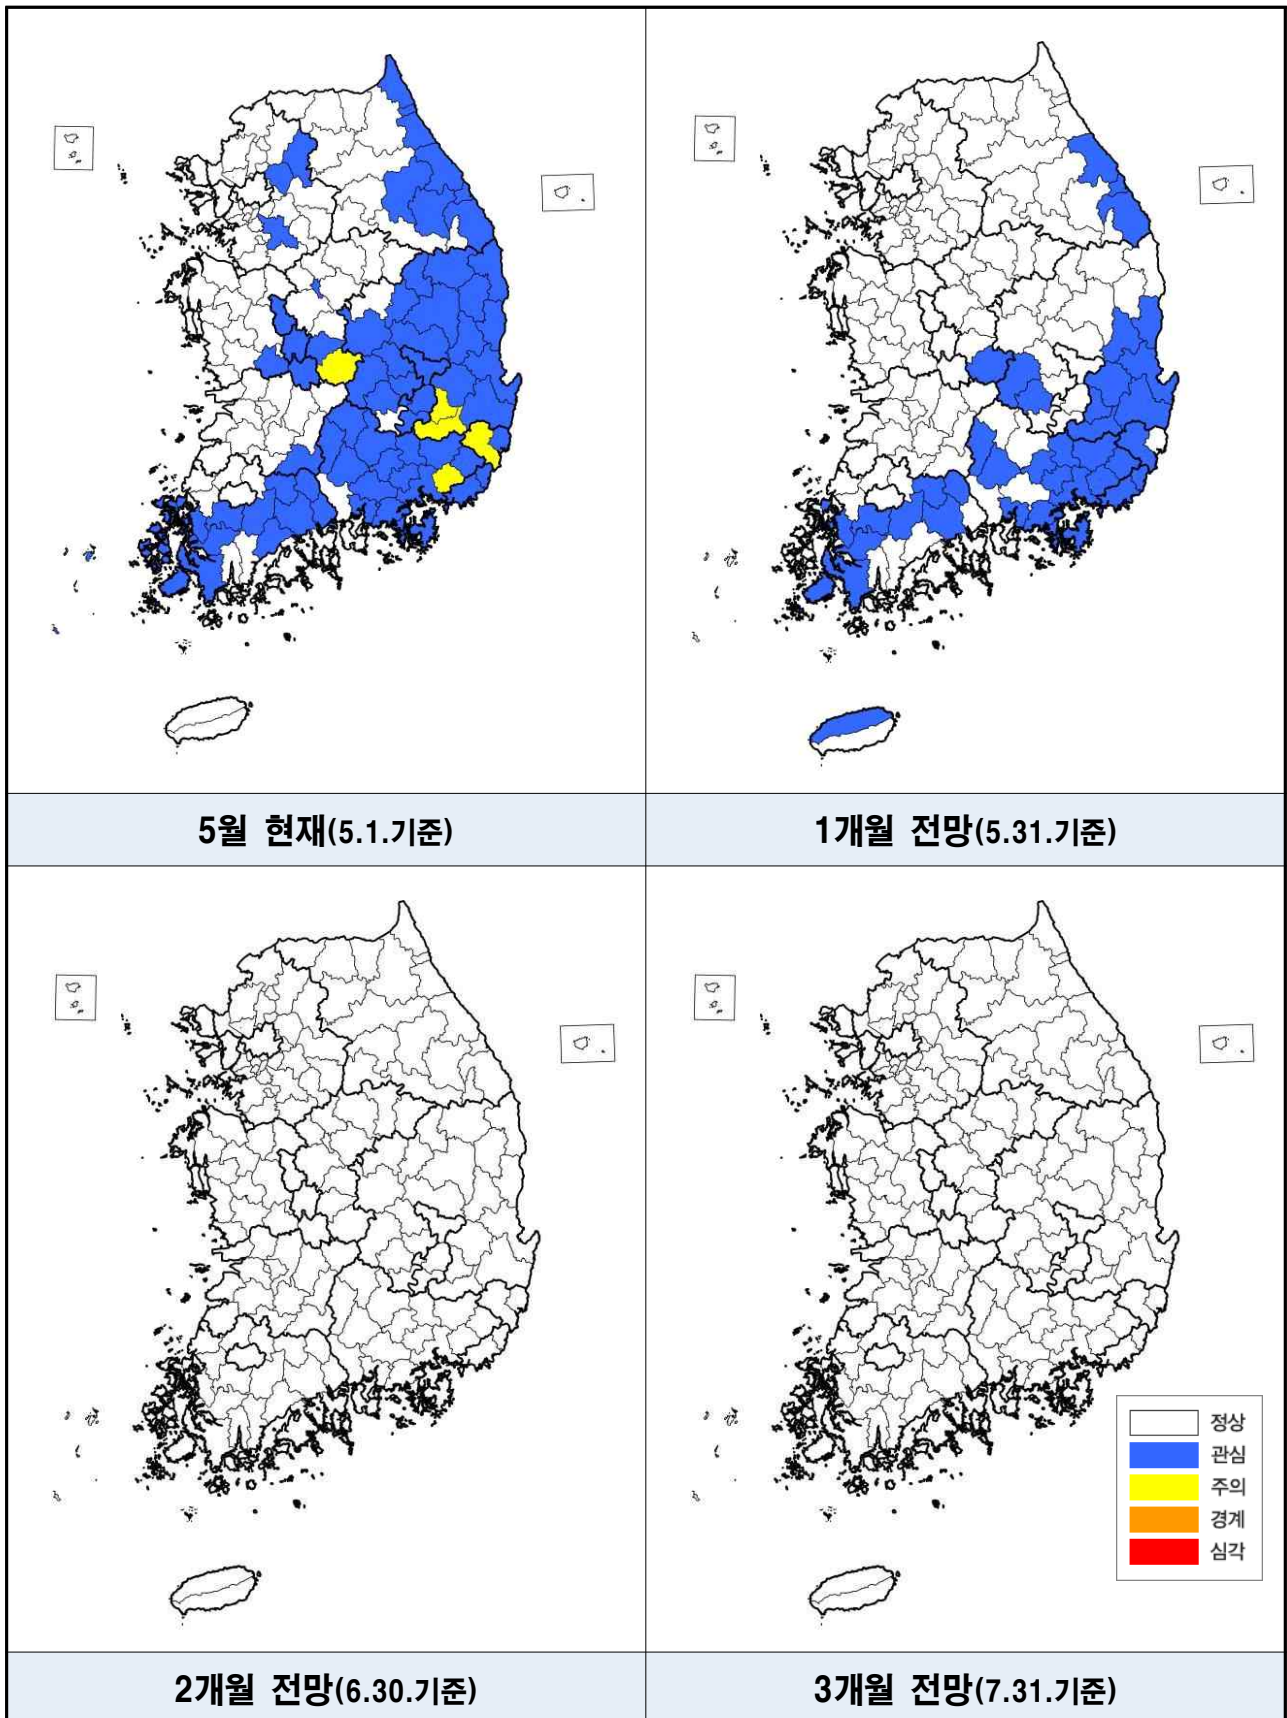 5월 현재(5.1.기준)
1개월 전망(5.31.기준)
정상
관심
주의
경계
심각
2개월 전망(6.30.기준)
3개월 전망(7.31.기준)